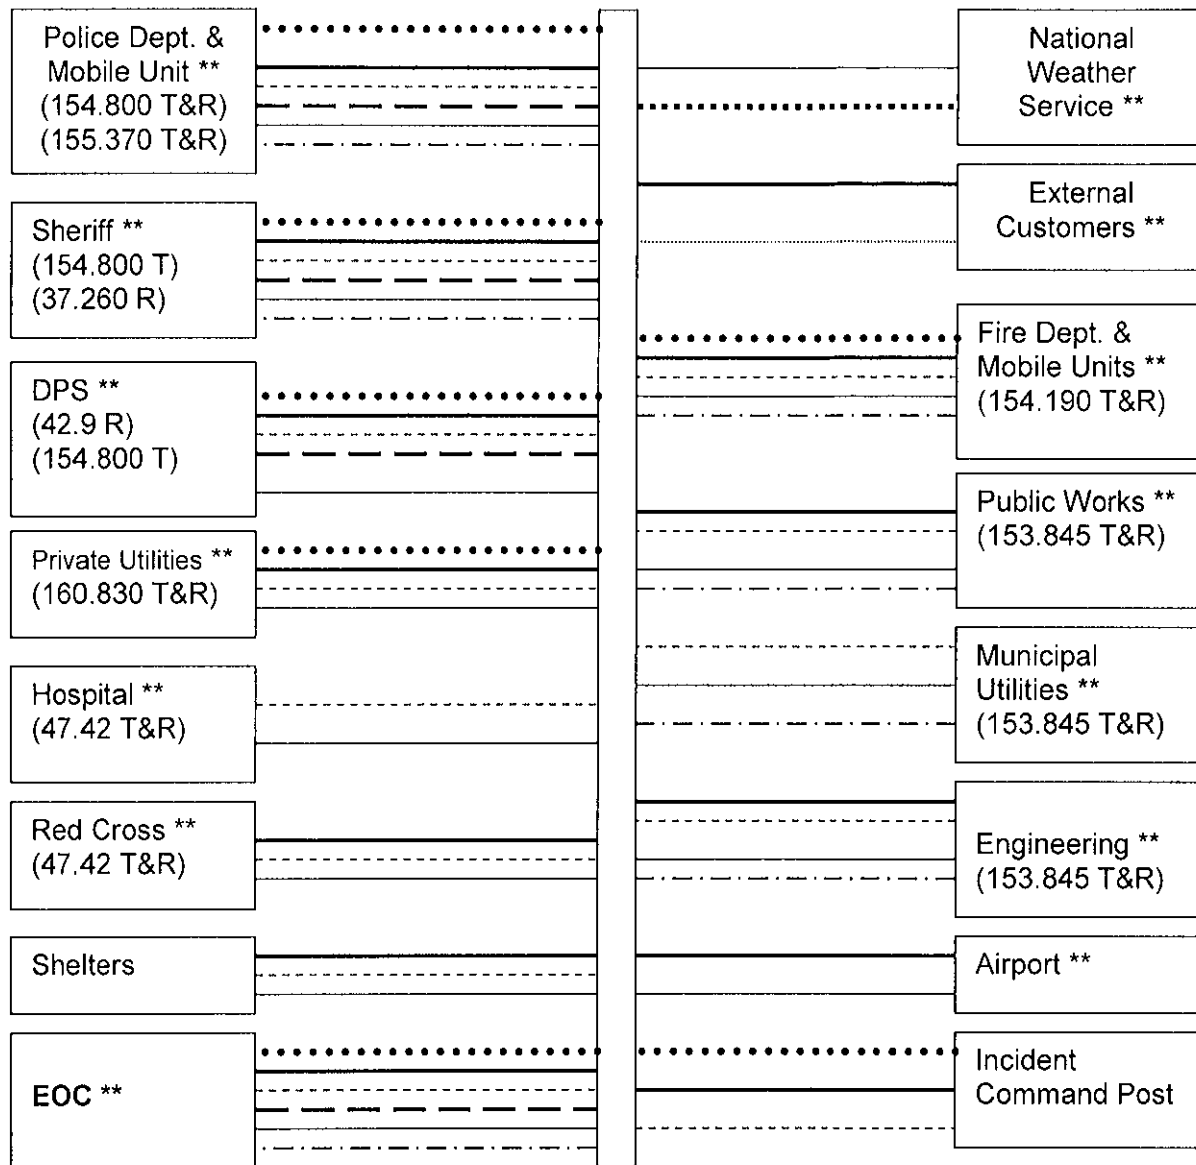 Police Dept. &
Mobile Unit **
(154.800 T&R)
(155.370 T&R)
Sheriff **
(154.800 T)
(37.260 R)
DPS **
(42.9 R)
(154.800 T)
Private Utilities **
(160.830 T&R)
Hospital **
(47.42 T&R)
Red Cross **
(47.42 T&R)
Shelters
EOC **
National
Weather
Service **
External
Customers **
Fire Dept. &
Mobile Units **
(154.190 T&R)
Public Works **
(153.845 T&R)
Municipal
Utilities **
(153.845 T&R)
Engineering **
(153.845 T&R)
Airport **
Incident
Command Post